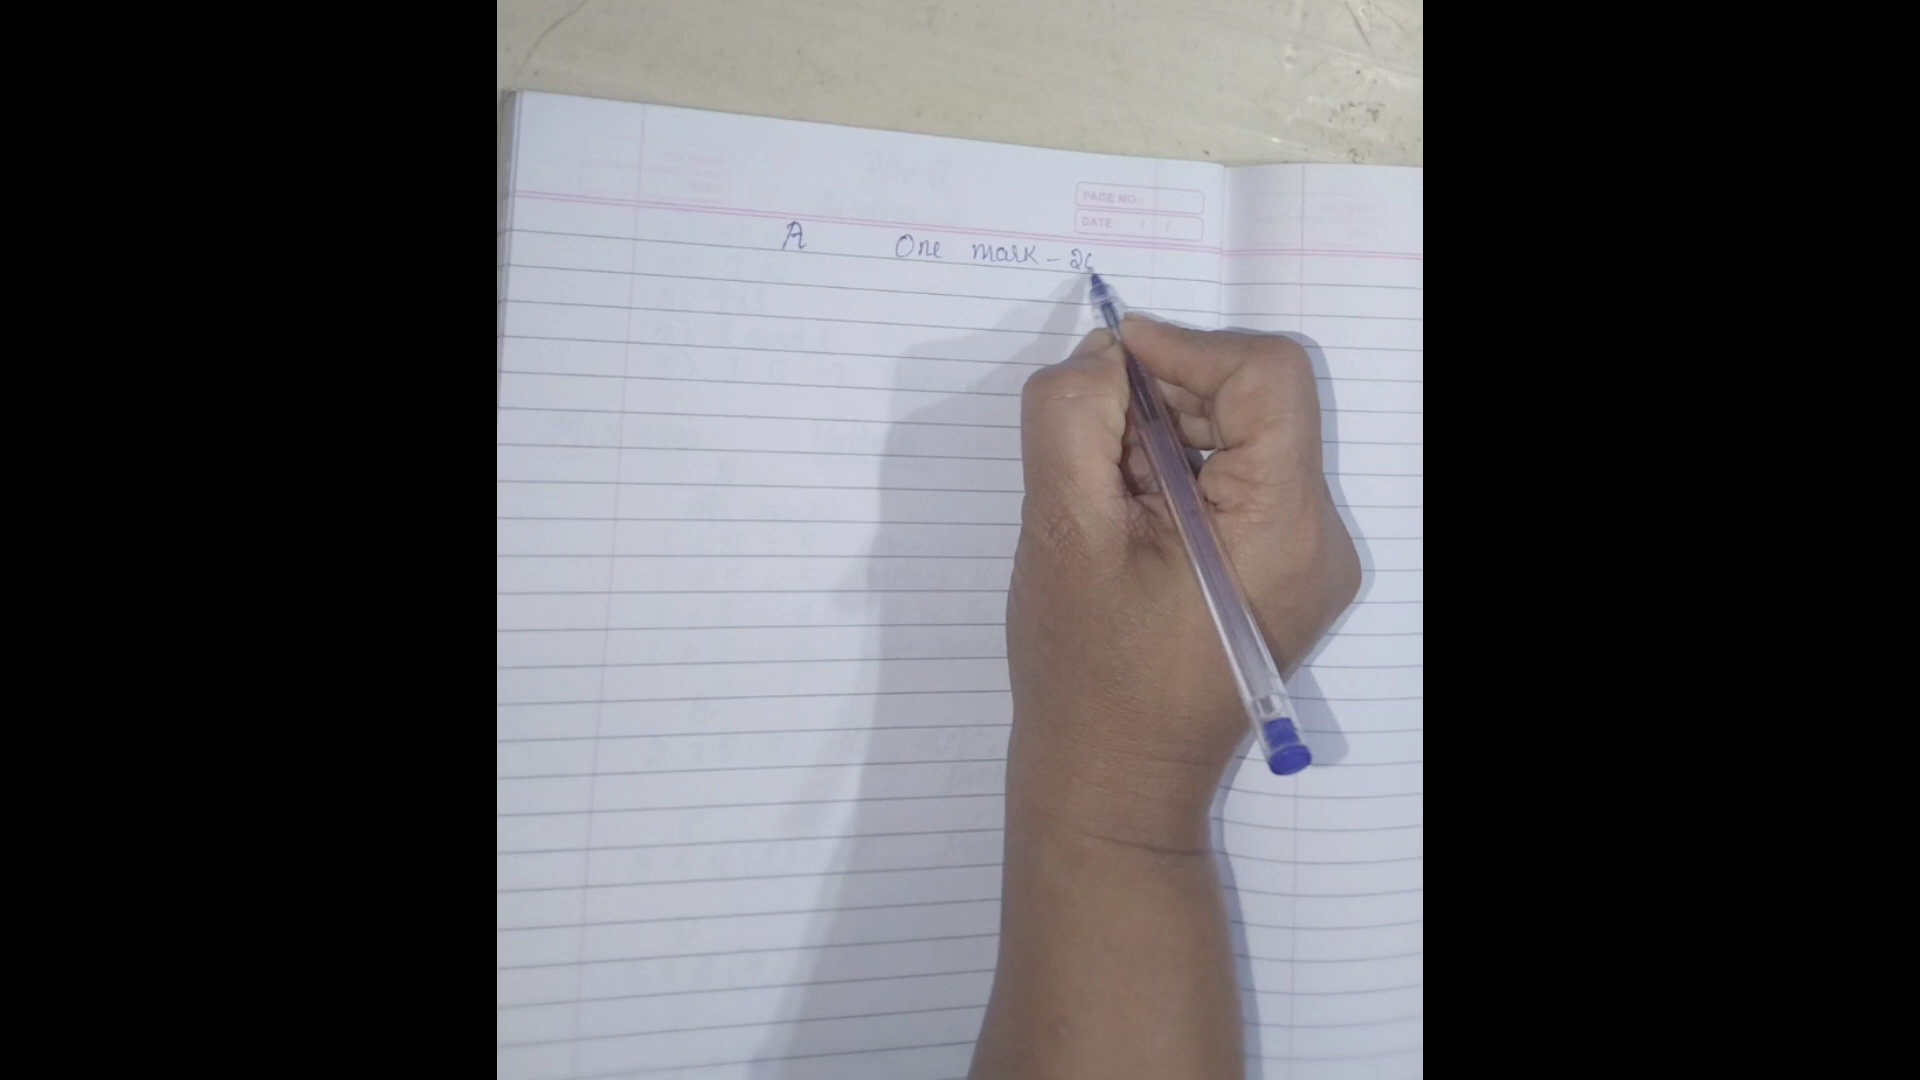 PAGE NO.:
DATE: / /
A One mark -